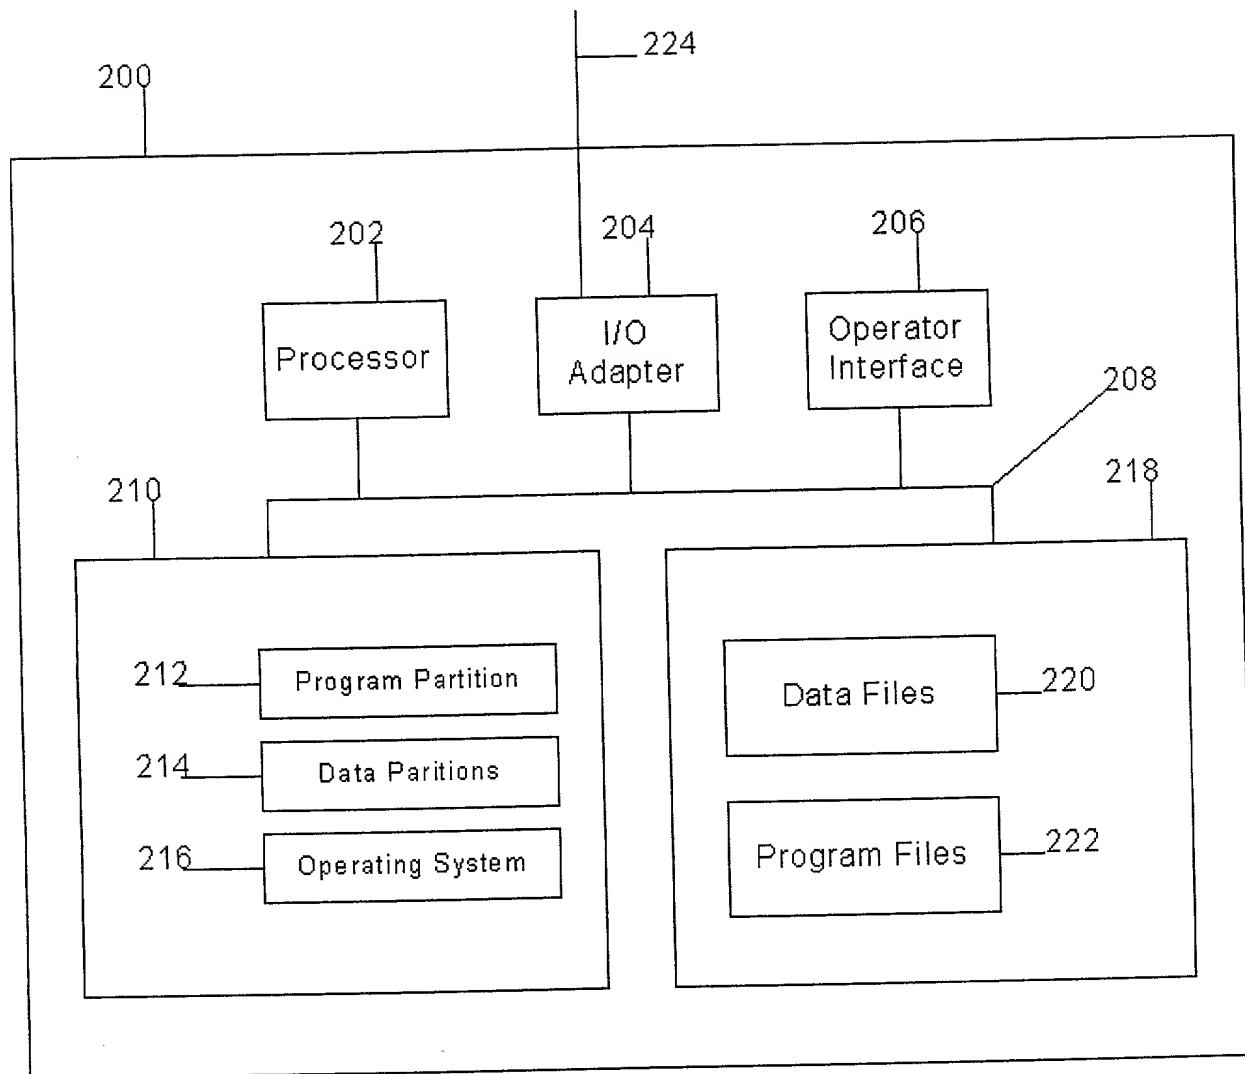 224
200
202
204
206
Processor
I/O
Adapter
Operator
Interface
208
210
218
212
Program Partition
214
Data Paritions
216
Operating System
Data Files
220
Program Files
222